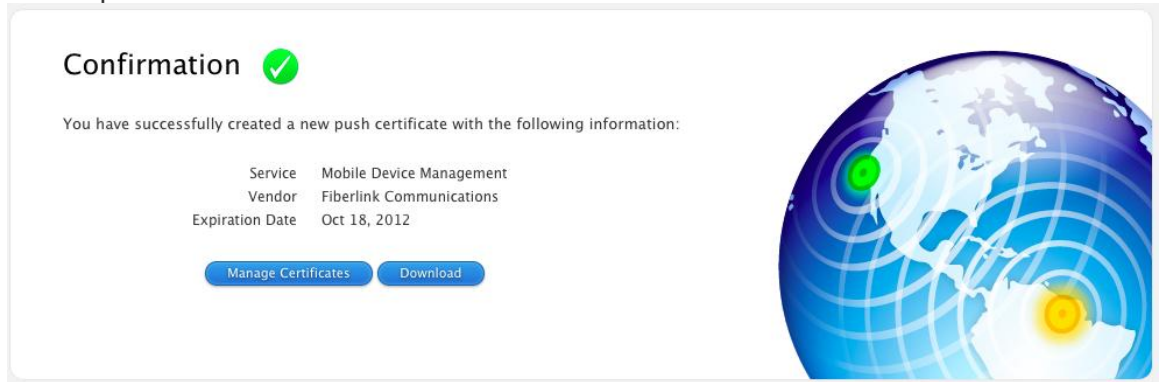 Confirmation
You have successfully created a new push certificate with the following information:
Service Mobile Device Management
Vendor Fiberlink Communications
Expiration Date Oct 18, 2012
Manage Certificates Download